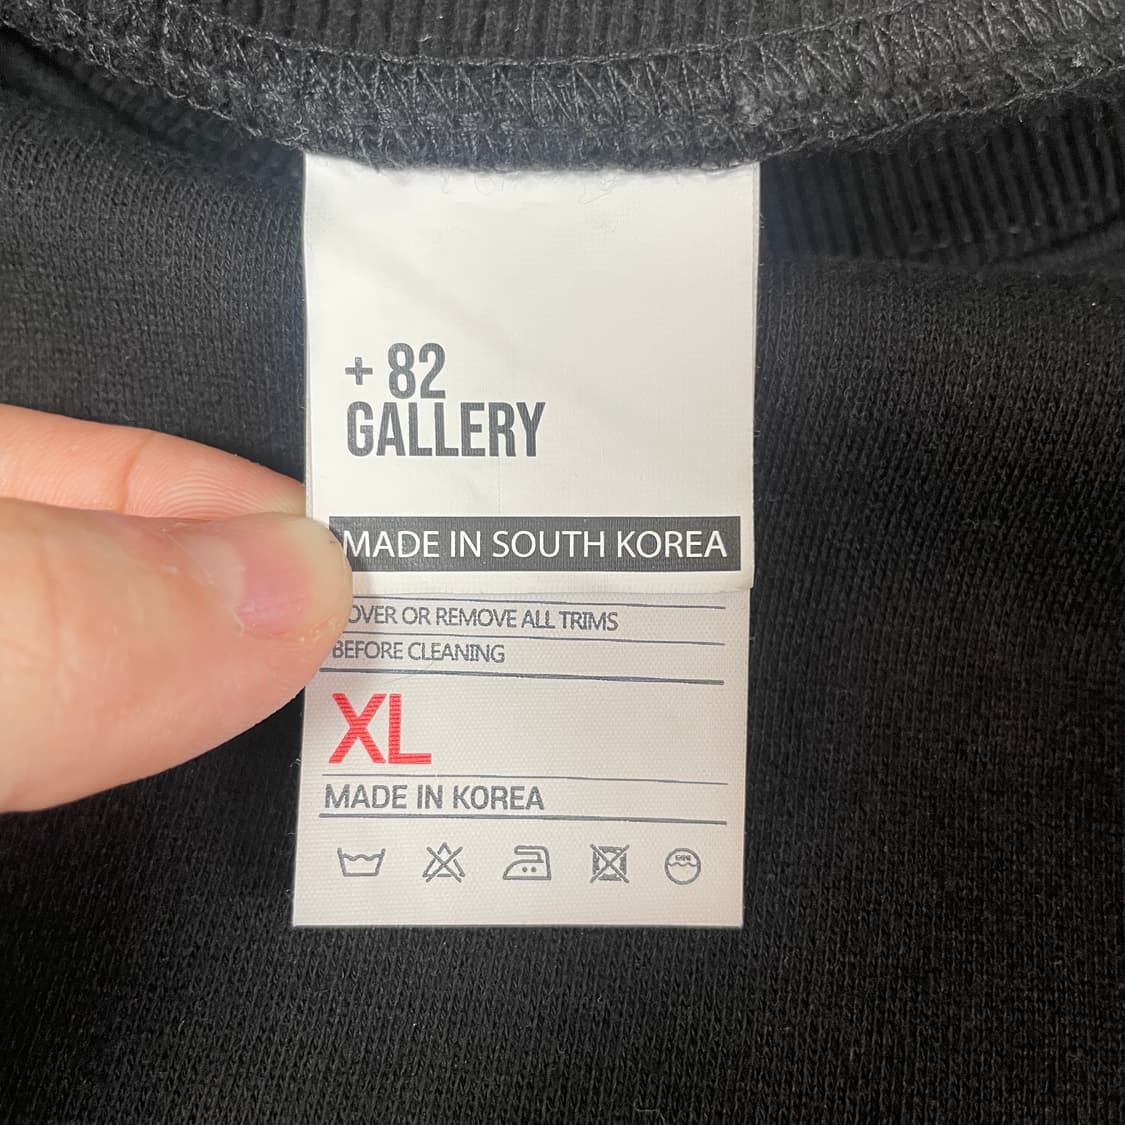 + 82
GALLERY
MADE IN SOUTH KOREA
OVER OR REMOVE ALL TRIMS
BEFORE CLEANING
XL
MADE IN KOREA